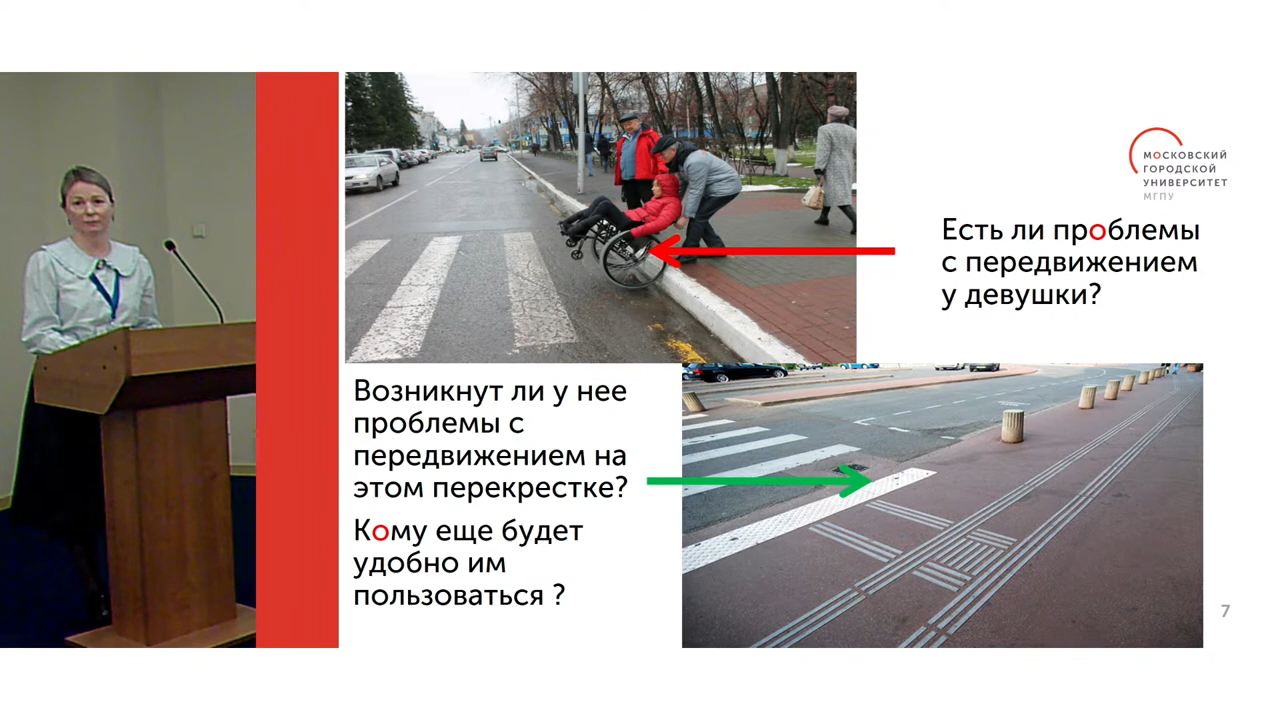 МОСКОВСКИЙ
ГОРОДСКОЙ
УНИВЕРСИТЕТ
МГПУ
Есть ли проблемы
с передвижением
у девушки?
Возникнут ли у нее
проблемы с
передвижением на
этом перекрестке?
Кому еще будет
удобно им
пользоваться ?
7